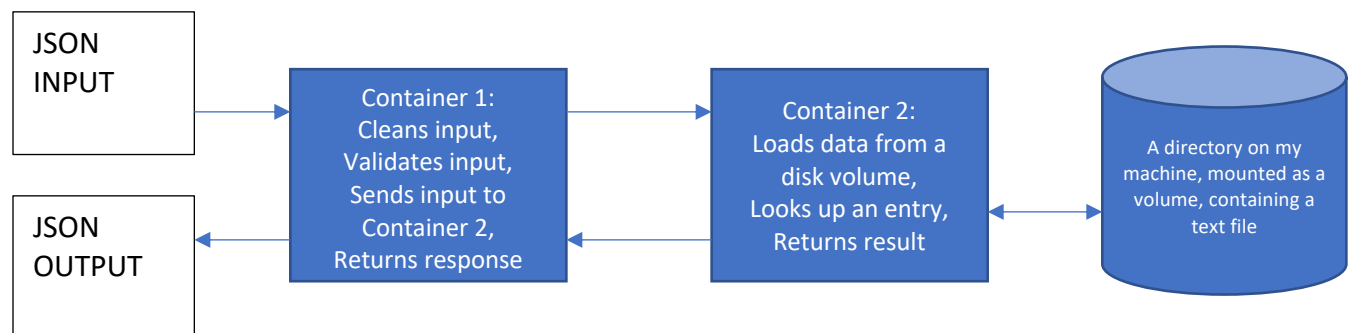 JSON
INPUT
JSON
OUTPUT
Container 1:
Cleans input,
Validates input,
Sends input to
Container 2,
Returns response
Container 2:
Loads data from a
disk volume,
Looks up an entry,
Returns result
A directory on my
machine, mounted as a
volume, containing a
text file